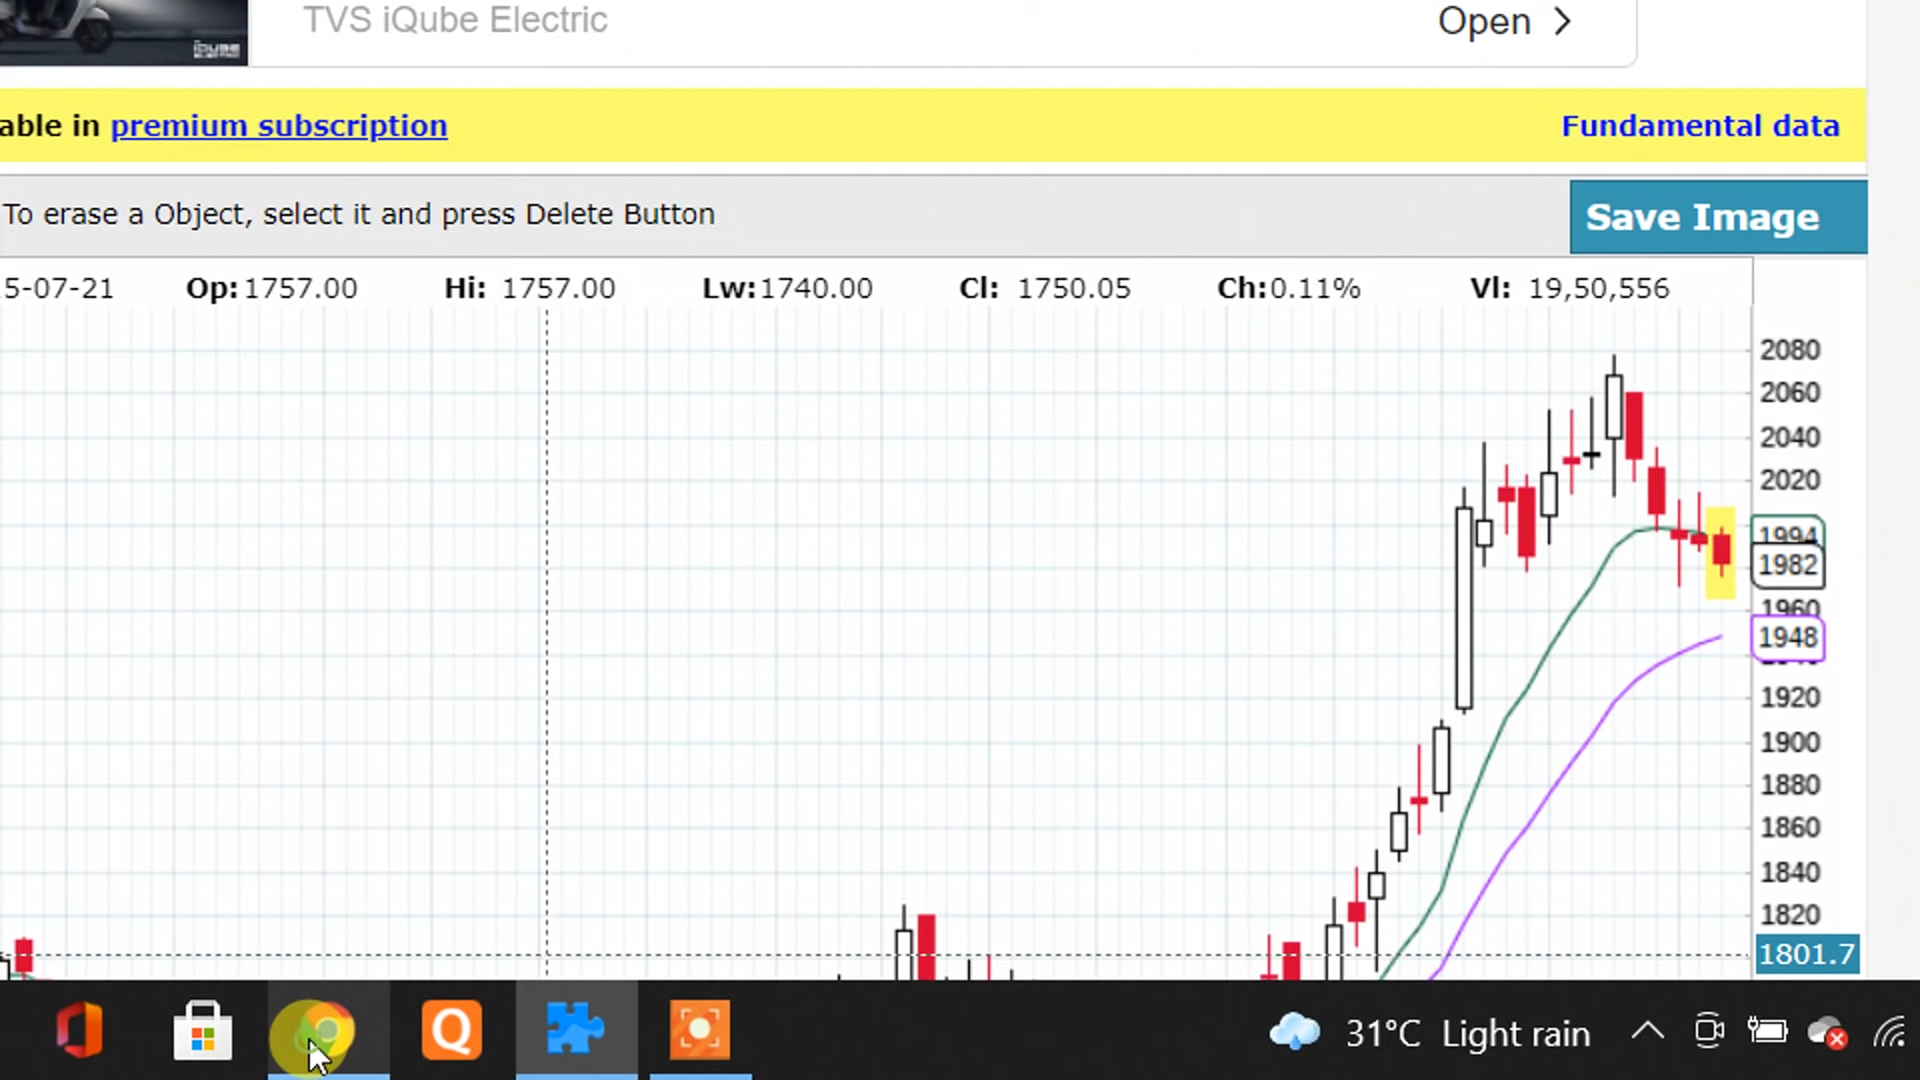 TVS iQube Electric
Open
iQUBE
able in premium subscription
Fundamental data
To erase a Object, select it and press Delete Button
Save Image
5-07-21 Op:1757.00 Hi: 1757.00 Lw:1740.00 Cl: 1750.05 Ch:0.11% Vl: 19,50,556
2080
2060
2040
2020
1994
1982
1960
1948
1920
1900
1880
1860
1840
1820
1801.7
Q
31°C Light rain